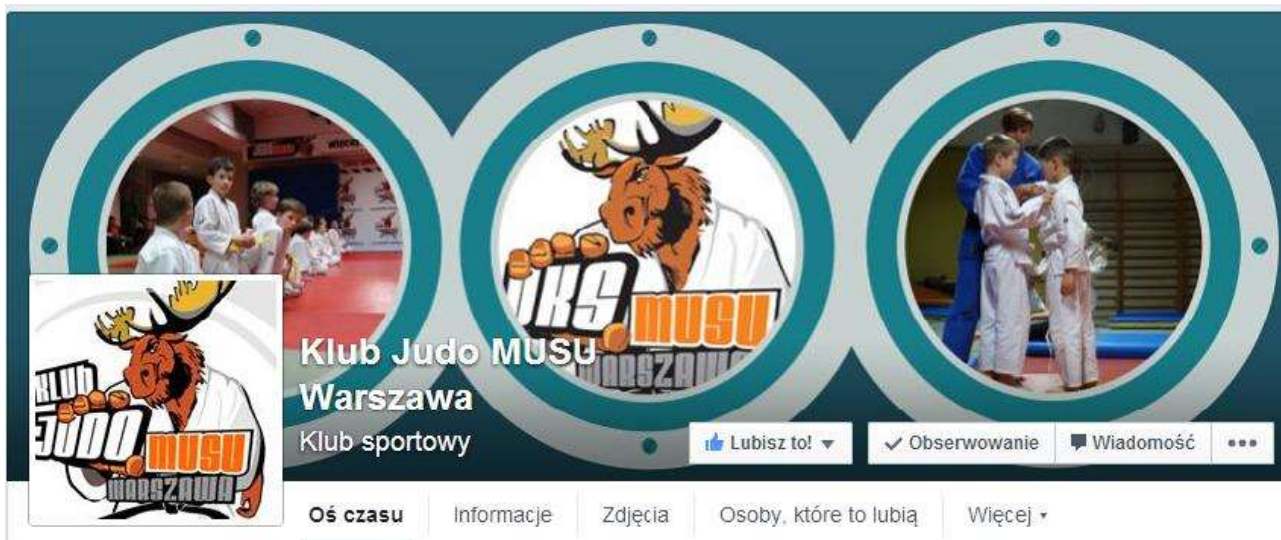 UKS.
MUSU
WARSZAWA
KLUB
JUDO.
MUSU
WARSZAWA
Klub Judo MUSU
Warszawa
Klub sportowy
Lubisz to!
Obserwowanie
Wiadomość
Oś czasu
Informacje
Zdjęcia
Osoby, które to lubią
Więcej